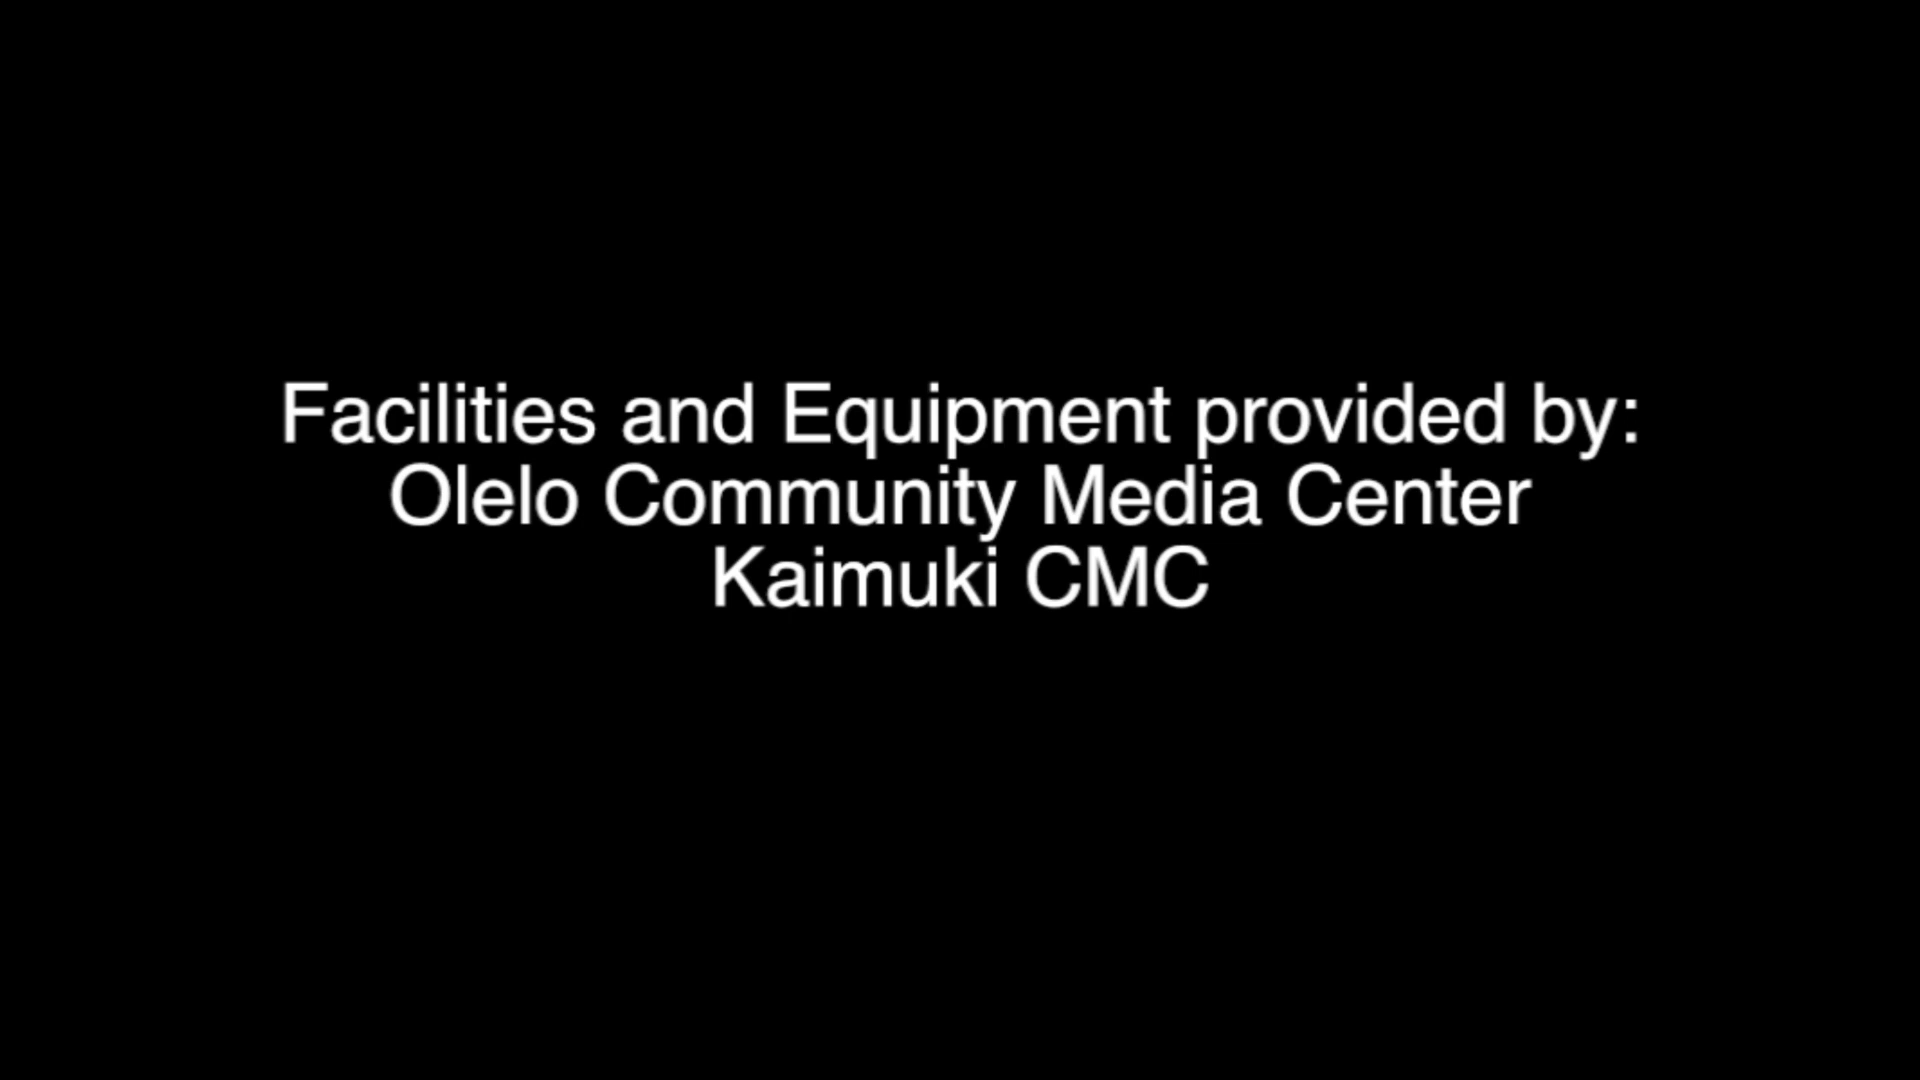 Facilities and Equipment provided by:
Olelo Community Media Center
Kaimuki CMC